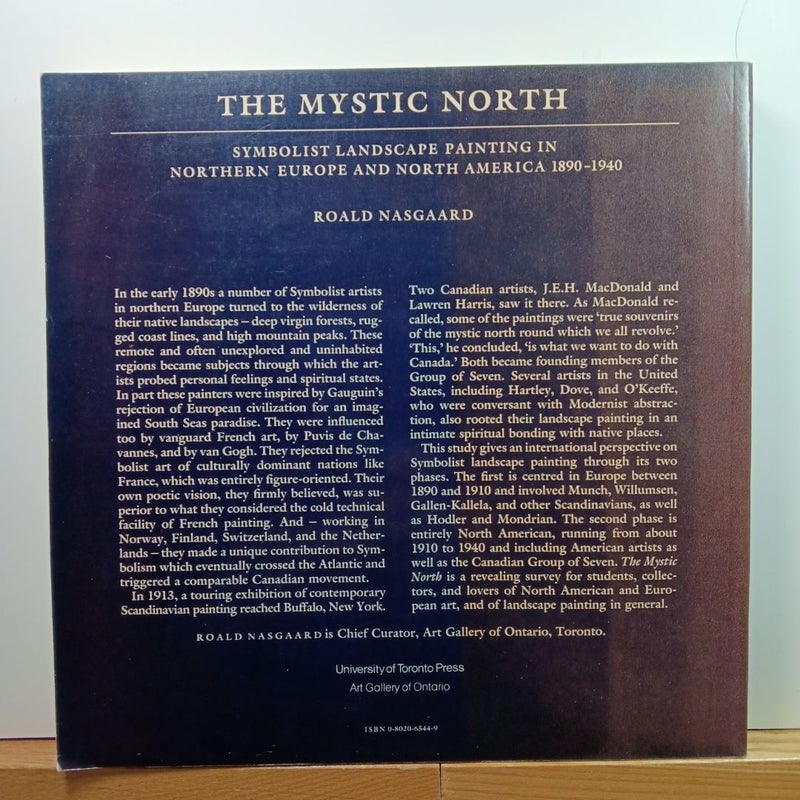 THE MYSTIC NORTH
SYMBOLIST LANDSCAPE PAINTING IN
NORTHERN EUROPE AND NORTH AMERICA 1890–1940
ROALD NASGAARD
In the early 1890s a number of Symbolist artists
in northern Europe turned to the wilderness of
their native landscapes – deep virgin forests, rug-
ged coast lines, and high mountain peaks. These
remote and often unexplored and uninhabited
regions became subjects through which the art-
ists probed personal feelings and spiritual states.
In part these painters were inspired by Gauguin's
rejection of European civilization for an imag-
ined South Seas paradise. They were influenced
too by vanguard French art, by Puvis de Cha-
vannes, and by van Gogh. They rejected the Sym-
bolist art of culturally dominant nations like
France, which was entirely figure-oriented. Their
own poetic vision, they firmly believed, was su-
perior to what they considered the cold technical
facility of French painting. And – working in
Norway, Finland, Switzerland, and the Nether-
lands – they made a unique contribution to Sym-
bolism which eventually crossed the Atlantic and
triggered a comparable Canadian movement.
In 1913, a touring exhibition of contemporary
Scandinavian painting reached Buffalo, New York.
Two Canadian artists, J.E.H. MacDonald and
Lawren Harris, saw it there. As MacDonald re-
called, some of the paintings were 'true souvenirs
of the mystic north round which we all revolve.'
'This,' he concluded, 'is what we want to do with
Canada.' Both became founding members of the
Group of Seven. Several artists in the United
States, including Hartley, Dove, and O'Keeffe,
who were conversant with Modernist abstrac-
tion, also rooted their landscape painting in an
intimate spiritual bonding with native places.
This study gives an international perspective on
Symbolist landscape painting through its two
phases. The first is centred in Europe between
1890 and 1910 and involved Munch, Willumsen,
Gallen-Kallela, and other Scandinavians, as well
as Hodler and Mondrian. The second phase is
entirely North American, running from about
1910 to 1940 and including American artists as
well as the Canadian Group of Seven. The Mystic
North is a revealing survey for students, collec-
tors, and lovers of North American and Euro-
pean art, and of landscape painting in general.
ROALD NASGAARD is Chief Curator, Art Gallery of Ontario, Toronto.
University of Toronto Press
Art Gallery of Ontario
ISBN 0-8020-6544-9